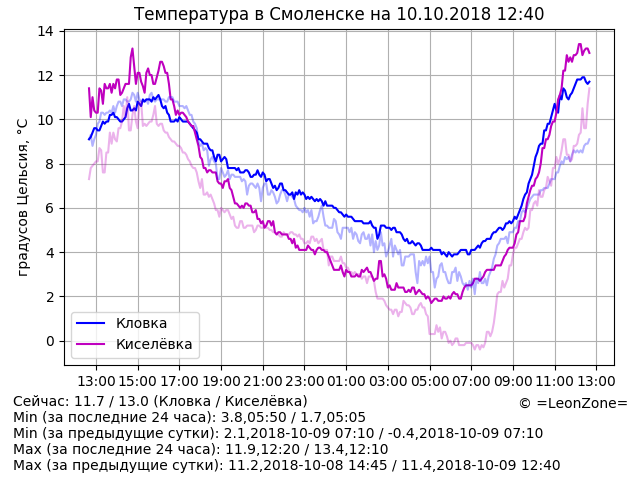 Температура в Смоленске на 10.10.2018 12:40
градусов Цельсия, °C
14
12
10
8
6
4
2
0
Кловка
Киселёвка
13:00 15:00 17:00 19:00 21:00 23:00 01:00 03:00 05:00 07:00 09:00 11:00 13:00
Сейчас: 11.7 / 13.0 (Кловка / Киселёвка)
© =LeonZone=
Min (за последние 24 часа): 3.8,05:50 / 1.7,05:05
Min (за предыдущие сутки): 2.1,2018-10-09 07:10 / -0.4,2018-10-09 07:10
Max (за последние 24 часа): 11.9,12:20 / 13.4,12:10
Max (за предыдущие сутки): 11.2,2018-10-08 14:45 / 11.4,2018-10-09 12:40